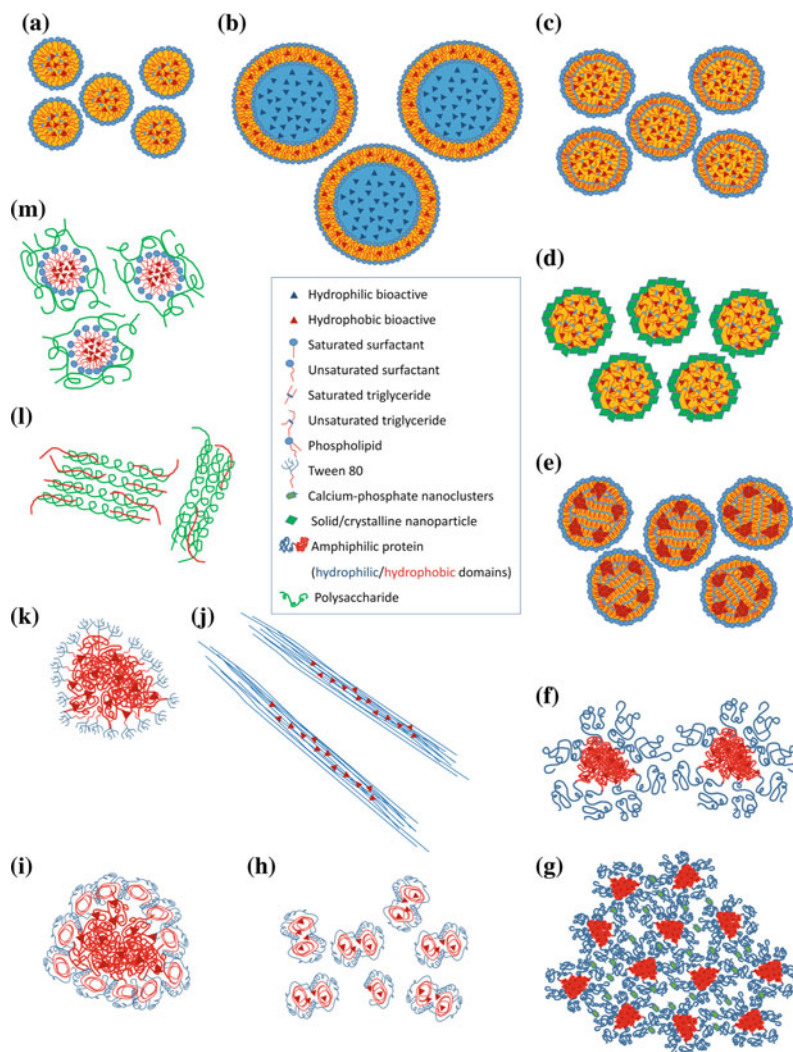 (a)
(b)
(c)
(m)
(d)
Hydrophilic bioactive
Hydrophobic bioactive
Saturated surfactant
Unsaturated surfactant
Saturated triglyceride
Unsaturated triglyceride
Phospholipid
Tween 80
Calcium-phosphate nanoclusters
Solid/crystalline nanoparticle
Amphiphilic protein
(hydrophilic/hydrophobic domains)
Polysaccharide
(l)
(e)
(k)
(j)
(f)
(i)
(h)
(g)